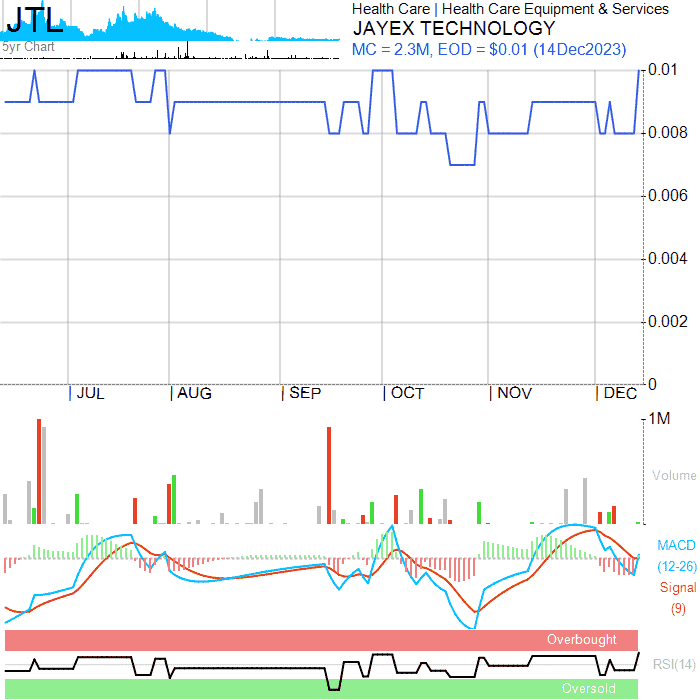 JTL
5yr Chart
Health Care | Health Care Equipment & Services
JAYEX TECHNOLOGY
MC = 2.3M, EOD = $0.01 (14Dec2023)
0.01
0.008
0.006
0.004
0.002
0
| JUL | AUG | SEP | OCT | NOV | DEC
1M
Volume
MACD
(12-26)
Signal
(9)
Overbought
RSI(14)
Oversold